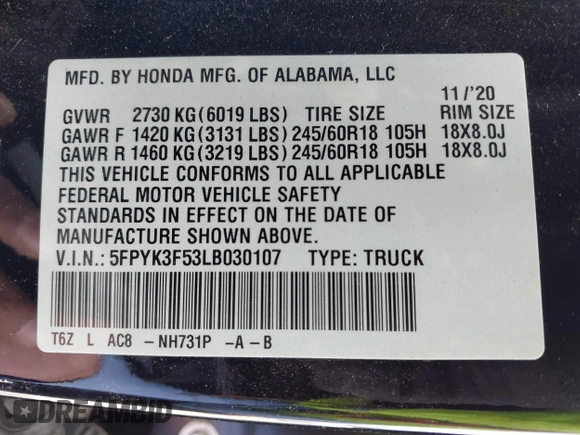 MFD. BY HONDA MFG. OF ALABAMA, LLC
11/'20
GVWR 2730 KG(6019 LBS) TIRE SIZE RIM SIZE
GAWR F 1420 KG(3131 LBS) 245/60R18 105H 18X8.0J
GAWR R 1460 KG(3219 LBS) 245/60R18 105H 18X8.0J
THIS VEHICLE CONFORMS TO ALL APPLICABLE
FEDERAL MOTOR VEHICLE SAFETY
STANDARDS IN EFFECT ON THE DATE OF
MANUFACTURE SHOWN ABOVE.
V.I.N.: 5FPYK3F53LB030107 TYPE: TRUCK
T6Z L AC8 -NH731P -A-B
DREAMBID